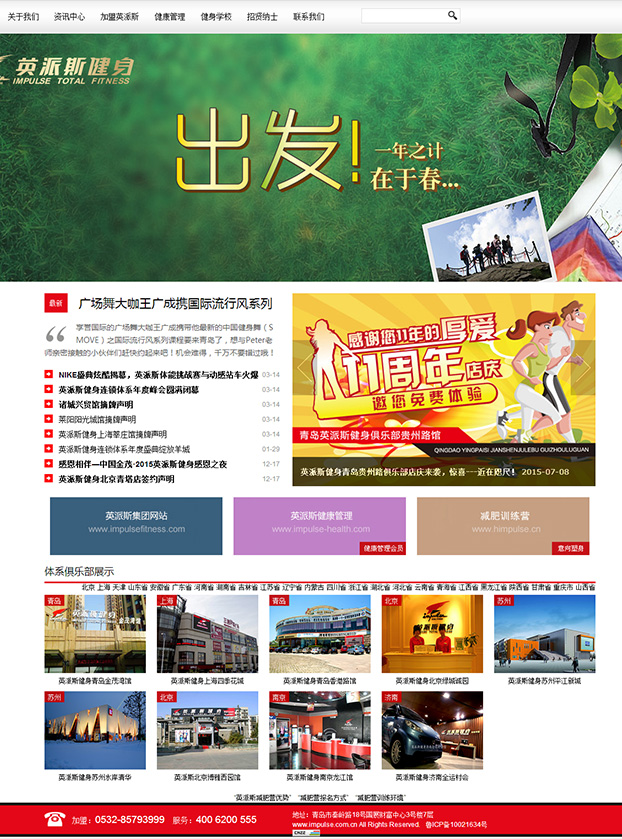 关于我们 资讯中心 加盟英派斯 健康管理 健身学校 招贤纳士 联系我们
英派斯健身
IMPULSE TOTAL FITNESS
出发!
一年之计
在于春...
最新 广场舞大咖王广成携国际流行风系列
享誉国际的广场舞大咖王广成携带他最新的中国健身舞（S
MOVE）之国际流行风系列课程要来青岛了，想与Peter老
师亲密接触的小伙伴们赶快约起来吧！机会难得，千万不要错过哦！
NIKE盛典炫酷揭幕，英派斯体能挑战赛与动感站车火爆 03-14
英派斯健身连锁体系年度峰会圆满闭幕 03-14
诸城兴贸馆摘牌声明 03-14
莱阳阳光城馆摘牌声明 03-14
英派斯健身上海莘庄馆摘牌声明 03-14
英派斯健身连锁体系年度盛典绽放羊城 01-29
感恩相伴—中国金茂·2015英派斯健身感恩之夜 12-17
英派斯健身北京青塔店签约声明 12-17
感谢您11年的厚爱
11周年店庆
邀您免费体验
青岛英派斯健身俱乐部贵州路馆
QINGDAO YINGPAISI JIANSHENJULEBU GUIZHOULUGUAN
英派斯健身青岛贵州路俱乐部店庆来袭，惊喜---近在咫尺！ 2015-07-08
英派斯集团网站
www.impulsefitness.com
英派斯健康管理
www.impulse-health.com
健康管理会员
减肥训练营
www.himpulse.cn
意向塑身
体系俱乐部展示
北京 上海 天津 山东省 安徽省 广东省 河南省 湖南省 吉林省 江苏省 辽宁省 内蒙古 四川省 浙江省 湖北省 河北省 云南省 青海省 江西省 黑龙江省 陕西省 甘肃省 重庆市 山西省
青岛 上海 青岛 北京 苏州
英派斯健身青岛金茂湾馆 英派斯健身上海四季花城 英派斯健身青岛香港路馆 英派斯健身北京绿城诚园 英派斯健身苏州平江新城
苏州 北京 南京 济南
英派斯健身苏州水岸清华 英派斯北京博雅西园馆 英派斯健身南京龙江馆 英派斯健身济南全运村会
"英派斯减肥营优势" "减肥营报名方式" "减肥营训练环境"
加盟：0532-85793999 服务：400 6200 555
地址：青岛市秦岭路18号国展财富中心3号楼7层
www.impulse.com.cn All Rights Reserved. 鲁ICP备10021634号
CNZZ